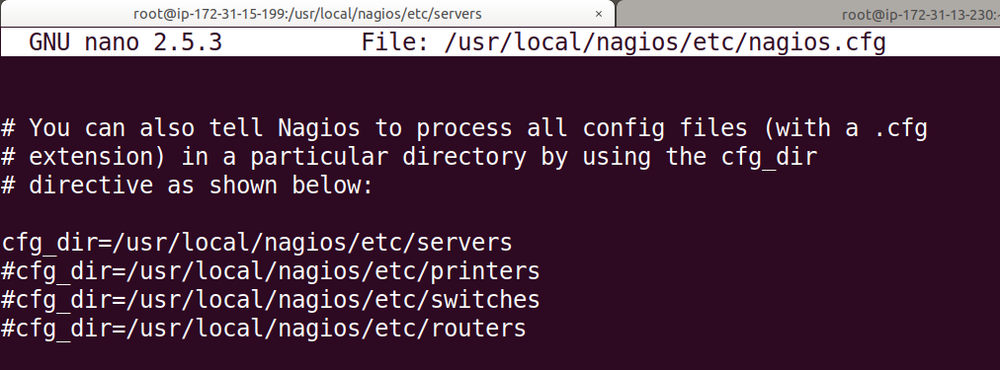 root@ip-172-31-15-199:/usr/local/nagios/etc/servers × root@ip-172-31-13-230:~
GNU nano 2.5.3 File: /usr/local/nagios/etc/nagios.cfg
# You can also tell Nagios to process all config files (with a .cfg
# extension) in a particular directory by using the cfg_dir
# directive as shown below:
cfg_dir=/usr/local/nagios/etc/servers
#cfg_dir=/usr/local/nagios/etc/printers
#cfg_dir=/usr/local/nagios/etc/switches
#cfg_dir=/usr/local/nagios/etc/routers